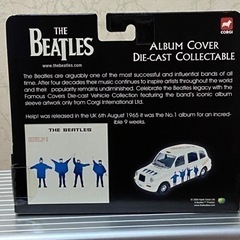 THE
BEATLES
www.thebeatles.com
ALBUM COVER
DIE-CAST COLLECTABLE
CORGI
The Beatles are arguably one of the most successful and influential bands of all
time. After four decades their music continues to inspire artists throughout the world
and their popularity remains undiminished. Celebrate the Beatles legacy with the
Famous Covers Die-cast Vehicle Collection featuring the band's iconic album
sleeve artwork only from Corgi International Ltd.
Help! was released in the UK 6th August 1965 it was the No.1 album for an incred-
ible 9 weeks.
THE BEATLES